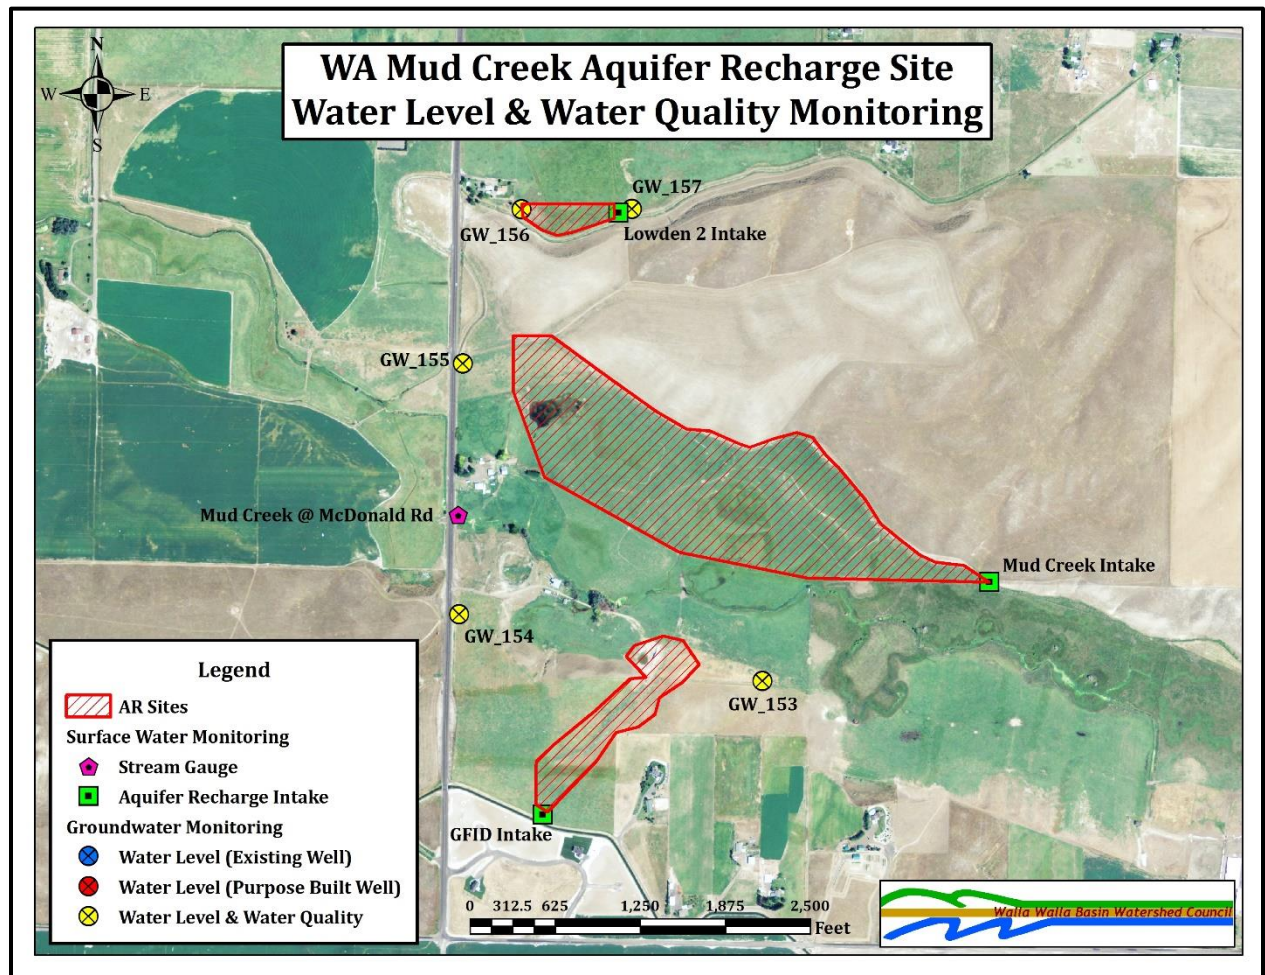 WA Mud Creek Aquifer Recharge Site
Water Level & Water Quality Monitoring
N
W
E
S
GW_157
GW_156
Lowden 2 Intake
GW_155
Mud Creek @ McDonald Rd
Mud Creek Intake
GW_154
GW_153
GFID Intake
Legend
AR Sites
Surface Water Monitoring
Stream Gauge
Aquifer Recharge Intake
Groundwater Monitoring
Water Level (Existing Well)
Water Level (Purpose Built Well)
Water Level & Water Quality
0 312.5 625 1,250 1,875 2,500
Feet
Walla Walla Basin Watershed Council